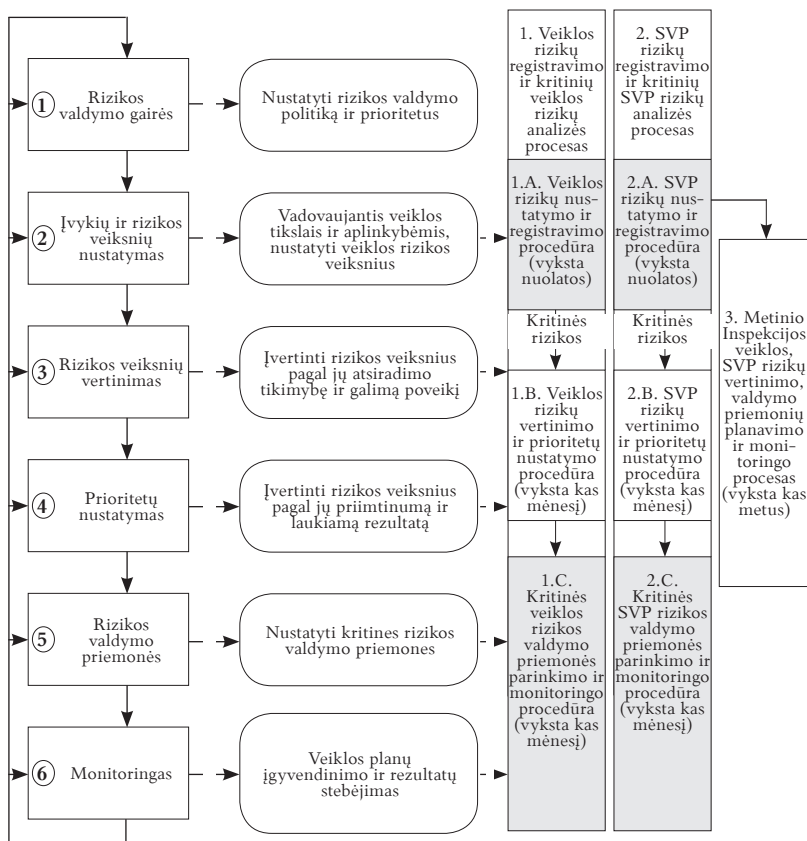 1
Rizikos
valdymo gairės
Nustatyti rizikos valdymo
politiką ir prioritetus
2
Įvykių ir rizikos
veiksnių
nustatymas
Vadovaujantis veiklos
tikslais ir aplinkybėmis,
nustatyti veiklos rizikos
veiksnius
3
Rizikos veiksnių
vertinimas
Įvertinti rizikos veiksnius
pagal jų atsiradimo
tikimybę ir galimą poveikį
4
Prioritetų
nustatymas
Įvertinti rizikos veiksnius
pagal jų priimtinumą ir
laukiamą rezultatą
5
Rizikos
valdymo
priemonės
Nustatyti kritines rizikos
valdymo priemones
6
Monitoringas
Veiklos planų
įgyvendinimo ir rezultatų
stebėjimas
1. Veiklos
rizikų
registravimo
ir kritinių
veiklos
rizikų
analizės
procesas
1.A. Veiklos
rizikų nus-
tatymo ir
registravimo
procedūra
(vyksta
nuolatos)
Kritinės
rizikos
1.B. Veiklos
rizikų
vertinimo
ir prioritetų
nustatymo
procedūra
(vyksta kas
mėnesį)
1.C.
Kritinės
veiklos
rizikos
valdymo
priemonės
parinkimo ir
monitoringo
procedūra
(vyksta kas
mėnesį)
2. SVP
rizikų
registravimo
ir kritinių
SVP rizikų
analizės
procesas
2.A. SVP
rizikų nus-
tatymo ir
registravimo
procedūra
(vyksta
nuolatos)
Kritinės
rizikos
2.B. SVP
rizikų
vertinimo
ir prioritetų
nustatymo
procedūra
(vyksta kas
mėnesį)
2.C.
Kritinės
SVP rizikos
valdymo
priemonės
parinkimo ir
monitoringo
procedūra
(vyksta kas
mėnesį)
3. Metinio
Inspekcijos
veiklos,
SVP rizikų
vertinimo,
valdymo
priemonių
planavimo
ir moni-
toringo
procesas
(vyksta kas
metus)